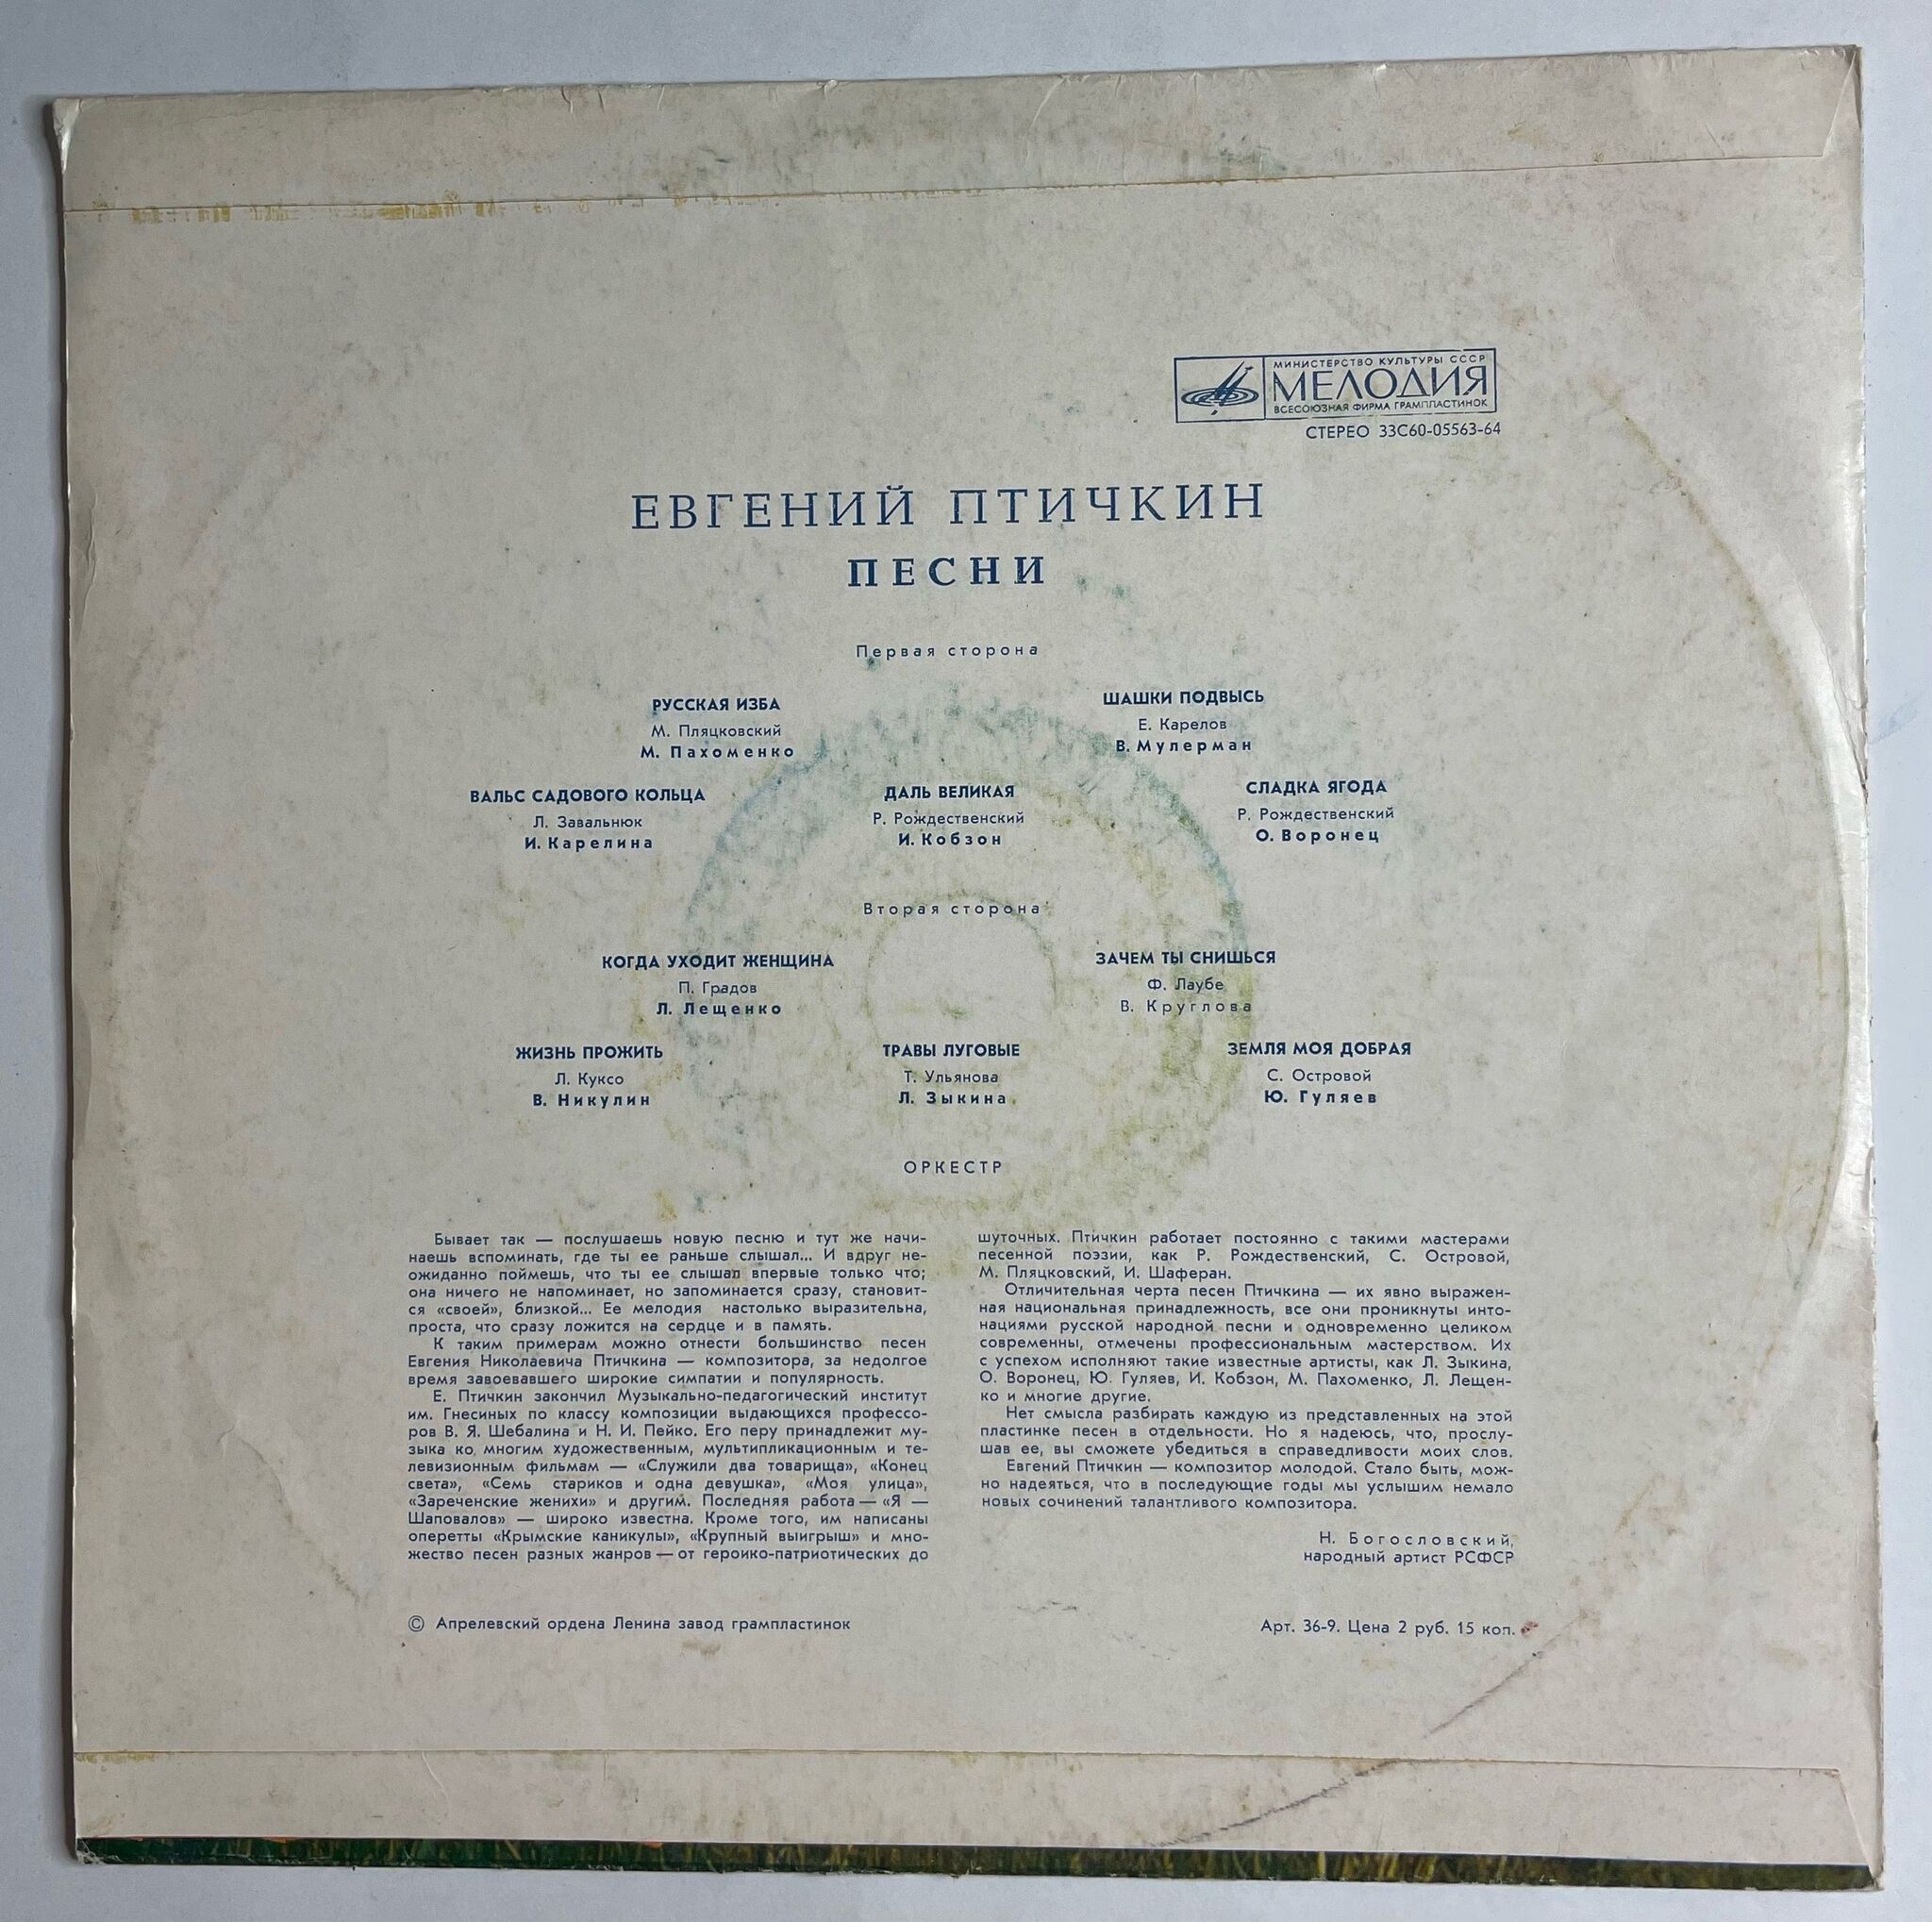 МИНИСТЕРСТВО КУЛЬТУРЫ СССР
МЕЛОДИЯ
ВСЕСОЮЗНАЯ ФИРМА ГРАМПЛАСТИНОК
СТЕРЕО 33С60-05563-64
ЕВГЕНИЙ ПТИЧКИН
ПЕСНИ
Первая сторона
РУССКАЯ ИЗБА
М. Пляцковский
М. Пахоменко
ШАШКИ ПОДВЫСЬ
Е. Карелов
В. Мулерман
ВАЛЬС САДОВОГО КОЛЬЦА
Л. Завальнюк
И. Карелина
ДАЛЬ ВЕЛИКАЯ
Р. Рождественский
И. Кобзон
СЛАДКА ЯГОДА
Р. Рождественский
О. Воронец
Вторая сторона
КОГДА УХОДИТ ЖЕНЩИНА
П. Градов
Л. Лещенко
ЗАЧЕМ ТЫ СНИШЬСЯ
Ф. Лаубе
В. Круглова
ЖИЗНЬ ПРОЖИТЬ
Л. Куксо
В. Никулин
ТРАВЫ ЛУГОВЫЕ
Т. Ульянова
Л. Зыкина
ЗЕМЛЯ МОЯ ДОБРАЯ
С. Островой
Ю. Гуляев
ОРКЕСТР
Бывает так — послушаешь новую песню и тут же начи-
наешь вспоминать, где ты ее раньше слышал... И вдруг не-
ожиданно поймешь, что ты ее слышал впервые только что;
она ничего не напоминает, но запоминается сразу, становит-
ся «своей», близкой... Ее мелодия настолько выразительна,
проста, что сразу ложится на сердце и в память.
К таким примерам можно отнести большинство песен
Евгения Николаевича Птичкина — композитора, за недолгое
время завоевавшего широкие симпатии и популярность.
Е. Птичкин закончил Музыкально-педагогический институт
им. Гнесиных по классу композиции выдающихся профессо-
ров В. Я. Шебалина и Н. И. Пейко. Его перу принадлежит му-
зыка ко многим художественным, мультипликационным и те-
левизионным фильмам — «Служили два товарища», «Конец
света», «Семь стариков и одна девушка», «Моя улица»,
«Зареченские женихи» и другим. Последняя работа — «Я —
Шаповалов» — широко известна. Кроме того, им написаны
оперетты «Крымские каникулы», «Крупный выигрыш» и мно-
жество песен разных жанров — от героико-патриотических до
шуточных. Птичкин работает постоянно с такими мастерами
песенной поэзии, как Р. Рождественский, С. Островой,
М. Пляцковский, И. Шаферан.
Отличительная черта песен Птичкина — их явно выражен-
ная национальная принадлежность, все они проникнуты инто-
нациями русской народной песни и одновременно целиком
современны, отмечены профессиональным мастерством. Их
с успехом исполняют такие известные артисты, как Л. Зыкина,
О. Воронец, Ю. Гуляев, И. Кобзон, М. Пахоменко, Л. Лещен-
ко и многие другие.
Нет смысла разбирать каждую из представленных на этой
пластинке песен в отдельности. Но я надеюсь, что, прослу-
шав ее, вы сможете убедиться в справедливости моих слов.
Евгений Птичкин — композитор молодой. Стало быть, мож-
но надеяться, что в последующие годы мы услышим немало
новых сочинений талантливого композитора.
Н. Богословский,
народный артист РСФСР
© Апрелевский ордена Ленина завод грампластинок
Арт. 36-9. Цена 2 руб. 15 коп.